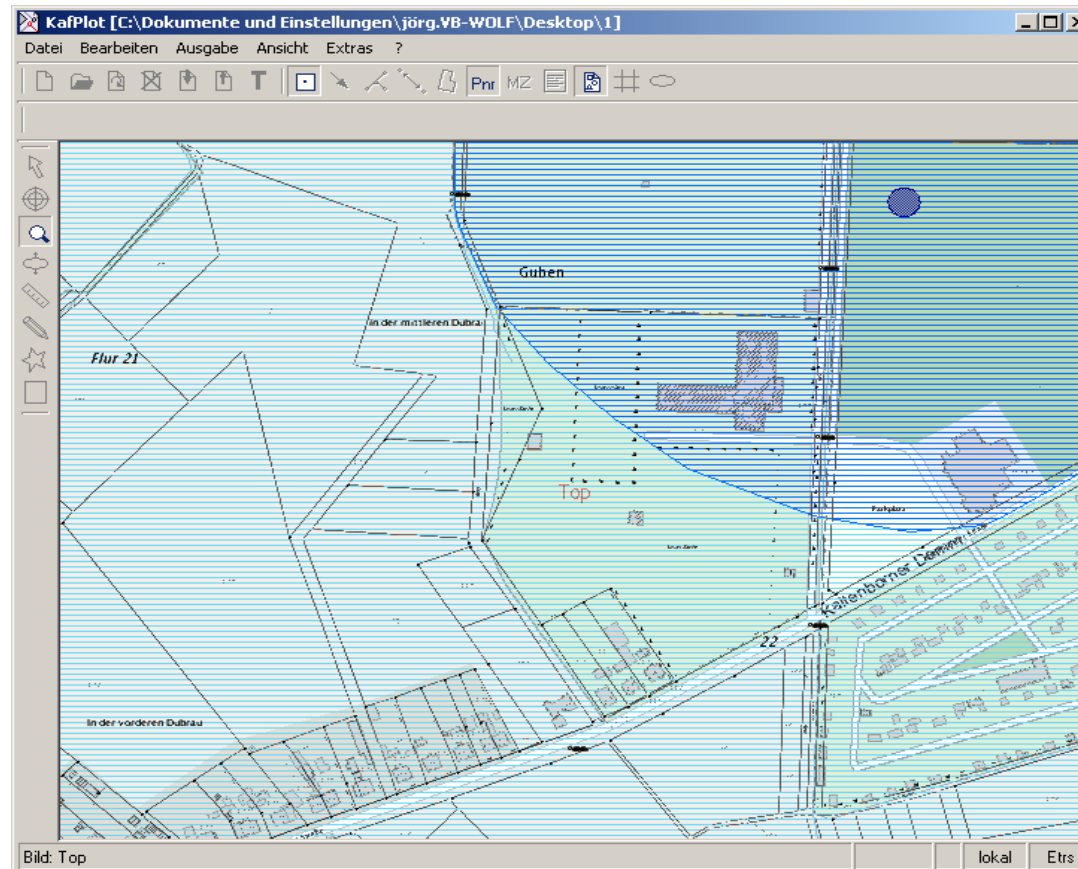 KafPlot [C:\Dokumente und Einstellungen\jörg.VB-WOLF\Desktop\1]
Datei Bearbeiten Ausgabe Ansicht Extras ?
T Pnr MZ
Guben
In der mittleren Dubrau
Flur 21
Top
Parkplatz
Kaltenborner Damm
22
In der vorderen Dubrau
Bild: Top lokal Etrs